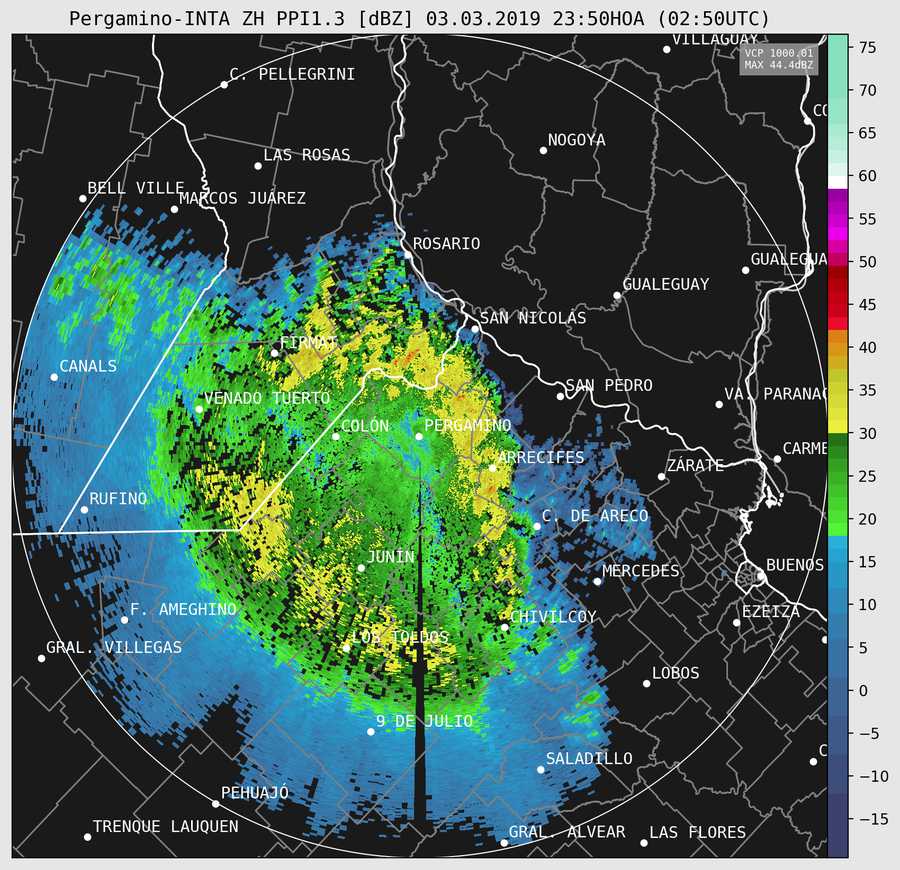 Pergamino-INTA ZH PPI1.3 [dBZ] 03.03.2019 23:50HOA (02:50UTC)
VILLAGUAY
VCP 1000.01
MAX 44.4dBZ
C. PELLEGRINI
CO
NOGOYA
LAS ROSAS
BELL VILLE
MARCOS JUÁREZ
ROSARIO
GUALEGUA
GUALEGUAY
SAN NICOLÁS
FIRMAT
CANALS
SAN PEDRO
VENADO TUERTO
VA. PARANAC
COLÓN
PERGAMINO
CARME
ARRECIFES
ZÁRATE
RUFINO
C. DE ARECO
JUNÍN
MERCEDES
BUENOS
F. AMEGHINO
CHIVILCOY
EZEIZA
LOS TOLDOS
GRAL. VILLEGAS
LOBOS
9 DE JULIO
SALADILLO
C
PEHUAJÓ
TRENQUE LAUQUEN
GRAL. ALVEAR
LAS FLORES
75
70
65
60
55
50
45
40
35
30
25
20
15
10
5
0
−5
−10
−15